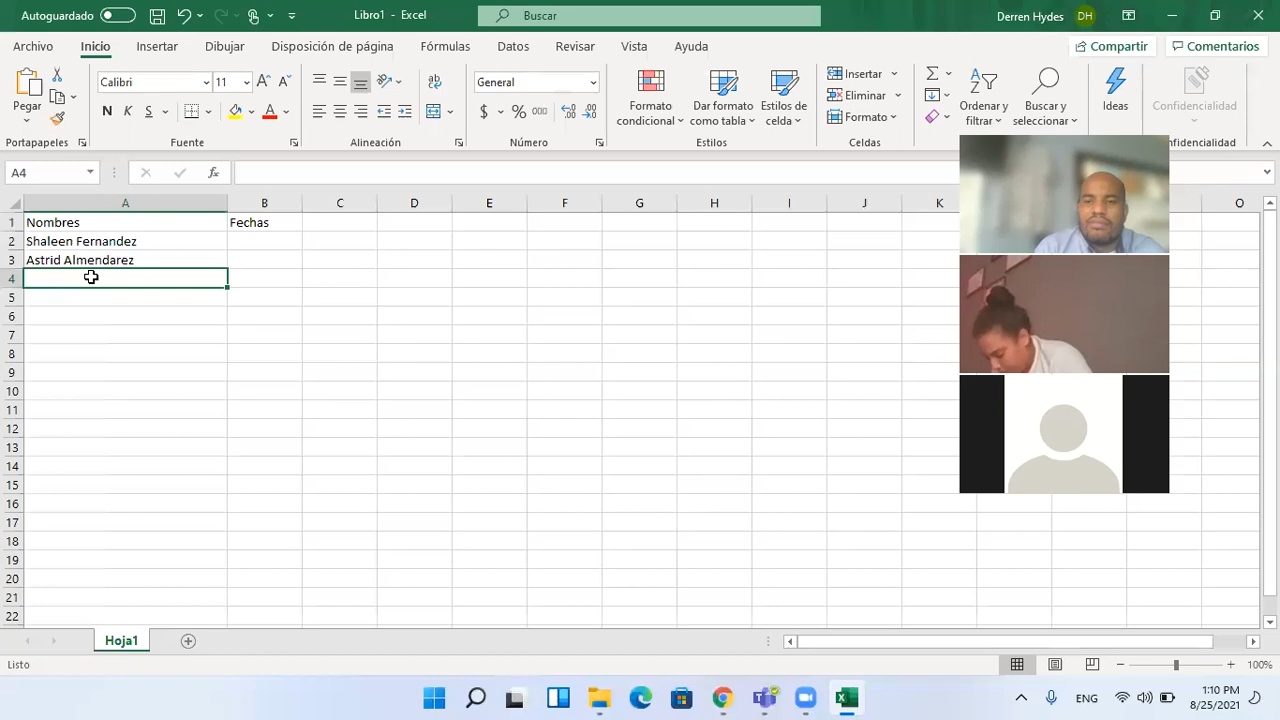 Autoguardado Libro1 - Excel Buscar Derren Hydes DH
Archivo Inicio Insertar Dibujar Disposición de página Fórmulas Datos Revisar Vista Ayuda Compartir Comentarios
Pegar
Calibri 11
N K S
General
$ % 000
Formato condicional
Dar formato como tabla
Estilos de celda
Insertar
Eliminar
Formato
Ordenar y filtrar
Buscar y seleccionar
Ideas
Confidencialidad
Portapapeles Fuente Alineación Número Estilos Celdas onfidencialidad
A4 fx
A B C D E F G H I J K O
1 Nombres Fechas
2 Shaleen Fernandez
3 Astrid Almendarez
4
5
6
7
8
9
10
11
12
13
14
15
16
17
18
19
20
21
22
Hoja1
Listo 100%
ENG 1:10 PM
8/25/2021